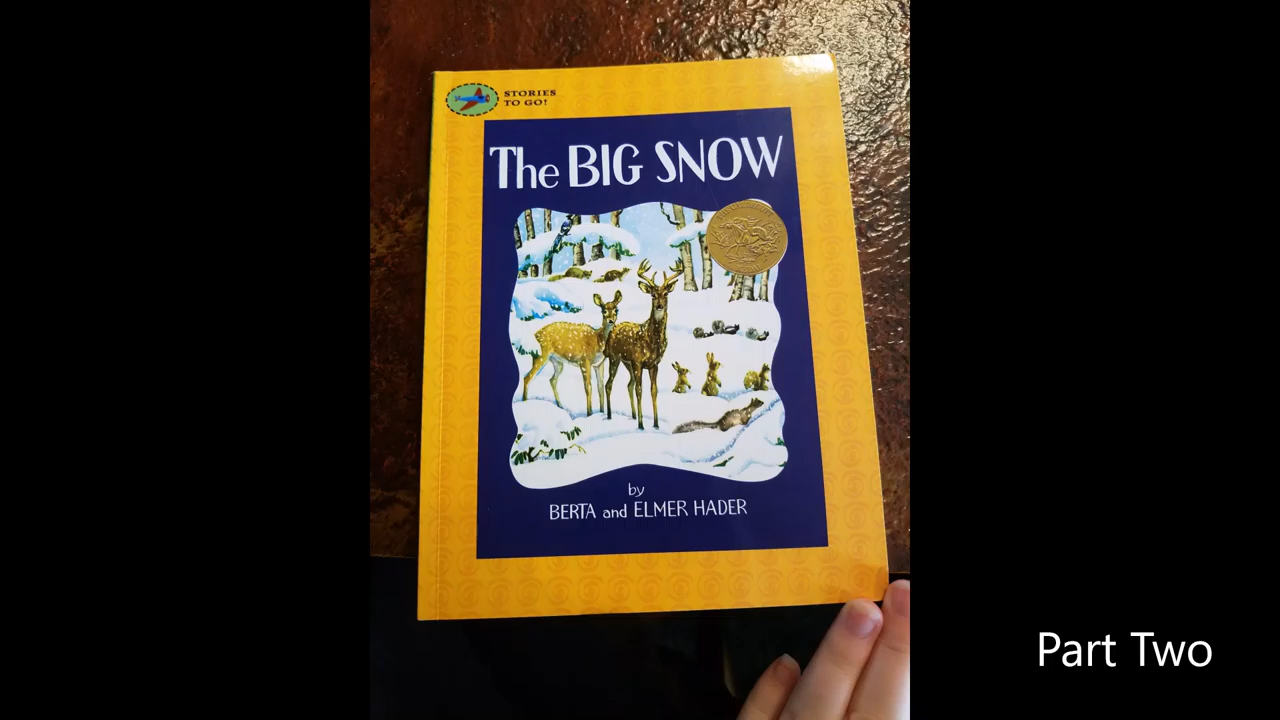 STORIES
TO GO!
The BIG SNOW
by
BERTA and ELMER HADER
Part Two